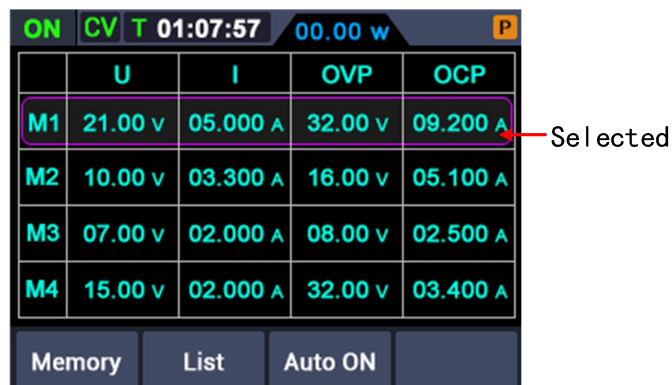 ON CV T 01:07:57 00.00 W P
U I OVP OCP
M1 21.00 V 05.000 A 32.00 V 09.200 A
Selected
M2 10.00 V 03.300 A 16.00 V 05.100 A
M3 07.00 V 02.000 A 08.00 V 02.500 A
M4 15.00 V 02.000 A 32.00 V 03.400 A
Memory List Auto ON